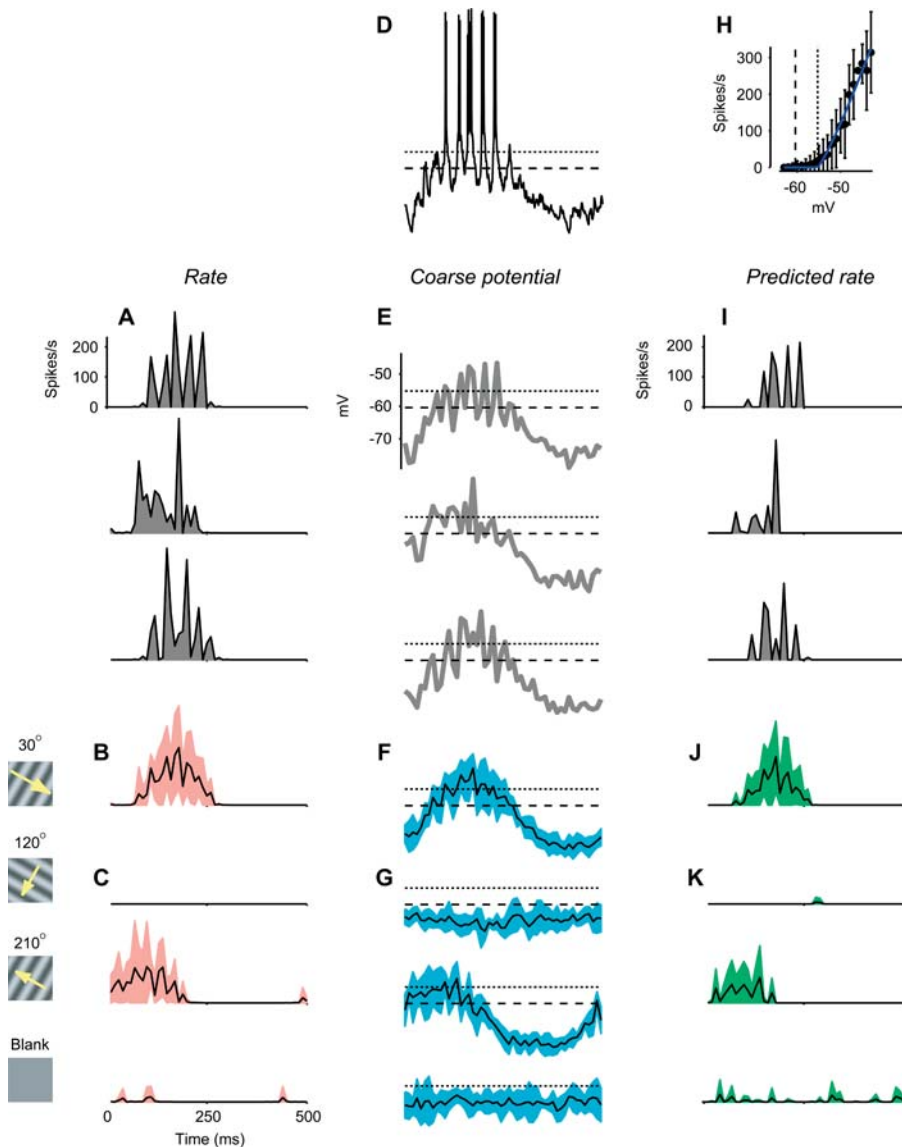 D
H
Spikes/s
300
200
100
0
-60
-50
mV
Rate
Coarse potential
Predicted rate
A
Spikes/s
200
100
0
E
mV
-50
-60
-70
I
200
100
0
30°
B
F
J
120°
C
G
K
210°
Blank
0
250
500
Time (ms)